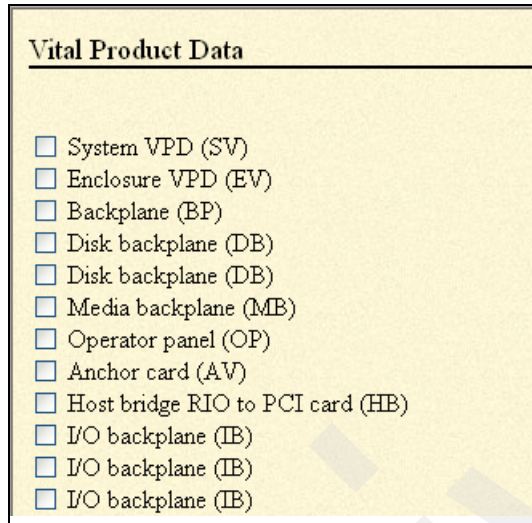 Vital Product Data
System VPD (SV)
Enclosure VPD (EV)
Backplane (BP)
Disk backplane (DB)
Disk backplane (DB)
Media backplane (MB)
Operator panel (OP)
Anchor card (AV)
Host bridge RIO to PCI card (HB)
I/O backplane (IB)
I/O backplane (IB)
I/O backplane (IB)